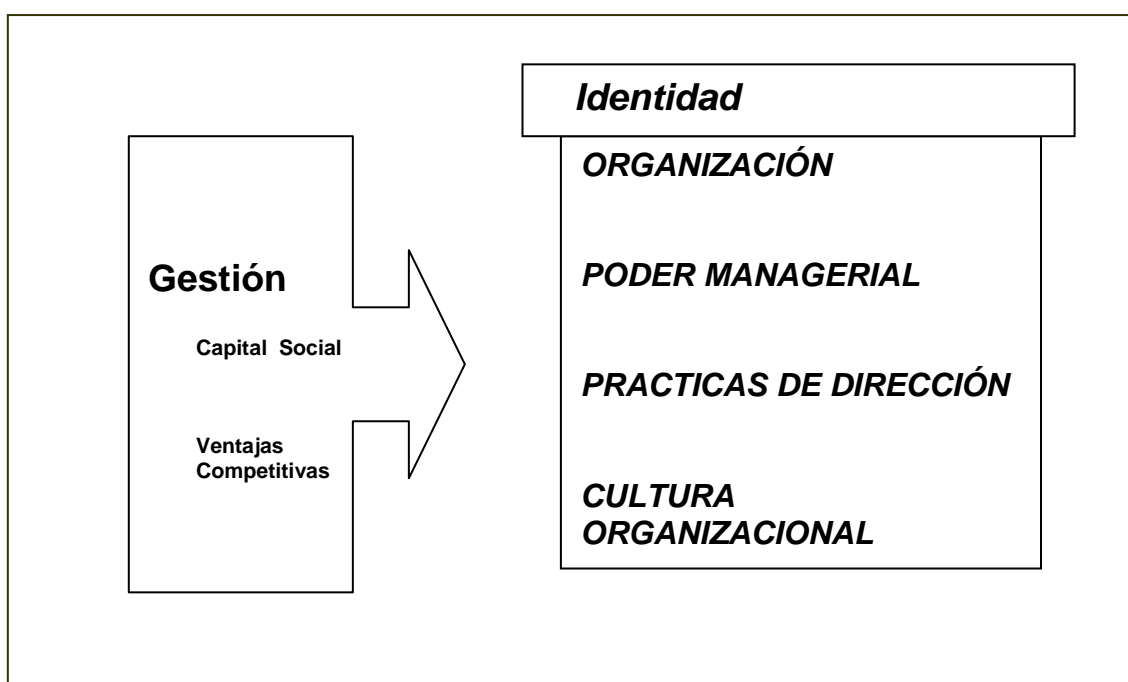 Gestión
Capital Social
Ventajas
Competitivas
Identidad
ORGANIZACIÓN
PODER MANAGERIAL
PRACTICAS DE DIRECCIÓN
CULTURA
ORGANIZACIONAL